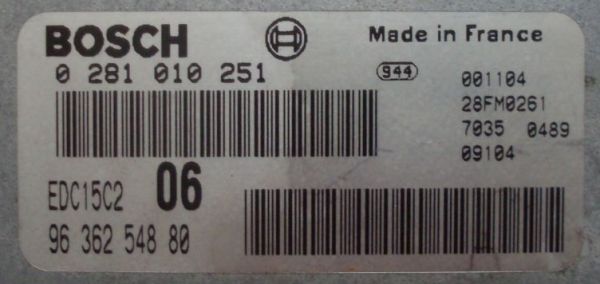 BOSCH
Made in France
0 281 010 251
944
001104
28FM0261
7035 0489
09104
EDC15C2 06
96 362 548 80